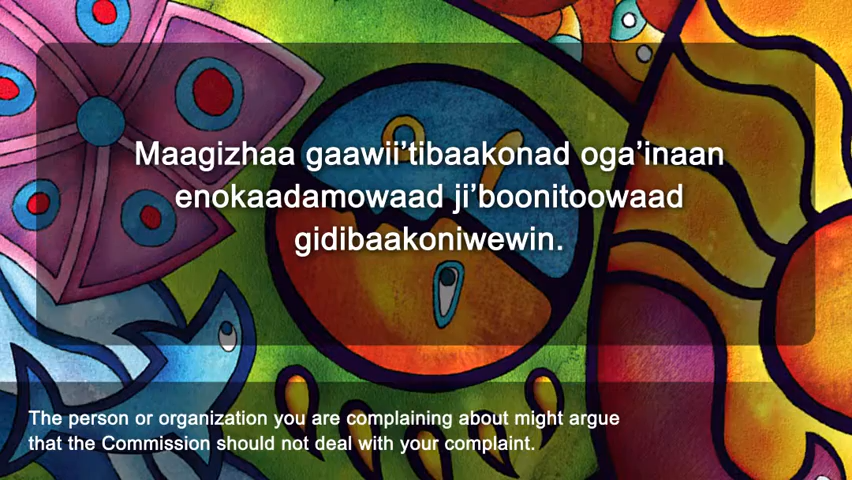 Maagizhaa gaawii’tibaakonad oga’inaan
enokaadamowaad ji’boonitoowaad
gidibaakoniwewin.
The person or organization you are complaining about might argue
that the Commission should not deal with your complaint.